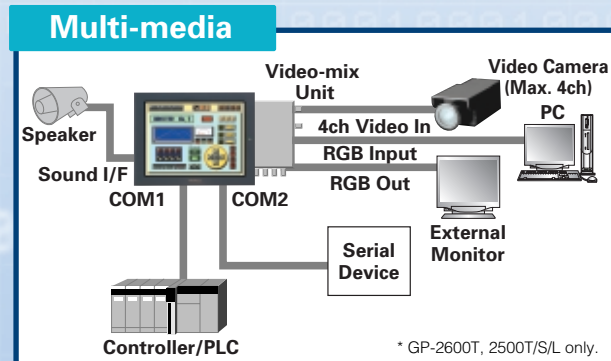 Multi-media
Video-mix
Unit
Video Camera
(Max. 4ch)
PC
Speaker
4ch Video In
RGB Input
Sound I/F
COM1
COM2
RGB Out
External
Monitor
Serial
Device
Controller/PLC
* GP-2600T, 2500T/S/L only.